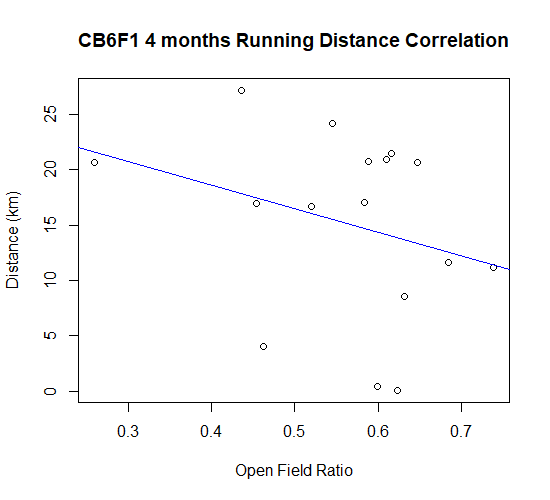 CB6F1 4 months Running Distance Correlation
25
20
15
10
5
0
Distance (km)
0.3 0.4 0.5 0.6 0.7
Open Field Ratio